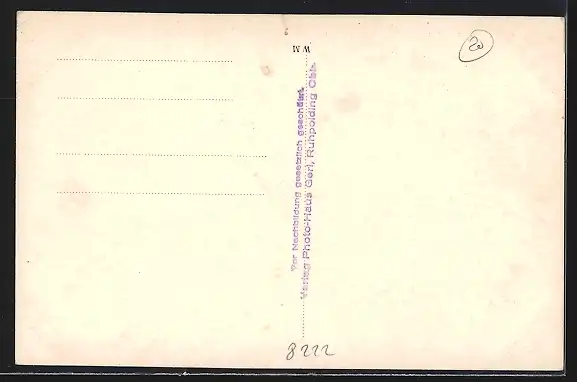 W M
Vor Nachbildung gesetzlich geschützt.
Verlag Photo-Haus Gerl, Ruhpolding Obb.
8222